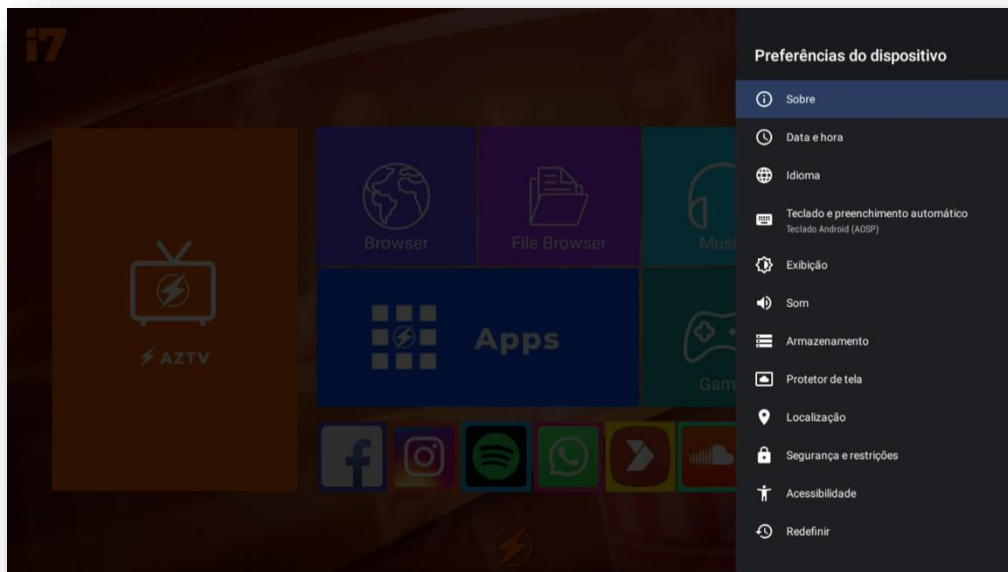 i7
Preferências do dispositivo
Sobre
Data e hora
Idioma
Teclado e preenchimento automático
Teclado Android (AOSP)
Exibição
Som
Armazenamento
Protetor de tela
Localização
Segurança e restrições
Acessibilidade
Redefinir
Browser
File Browser
Musi
AZTV
Apps
Gam